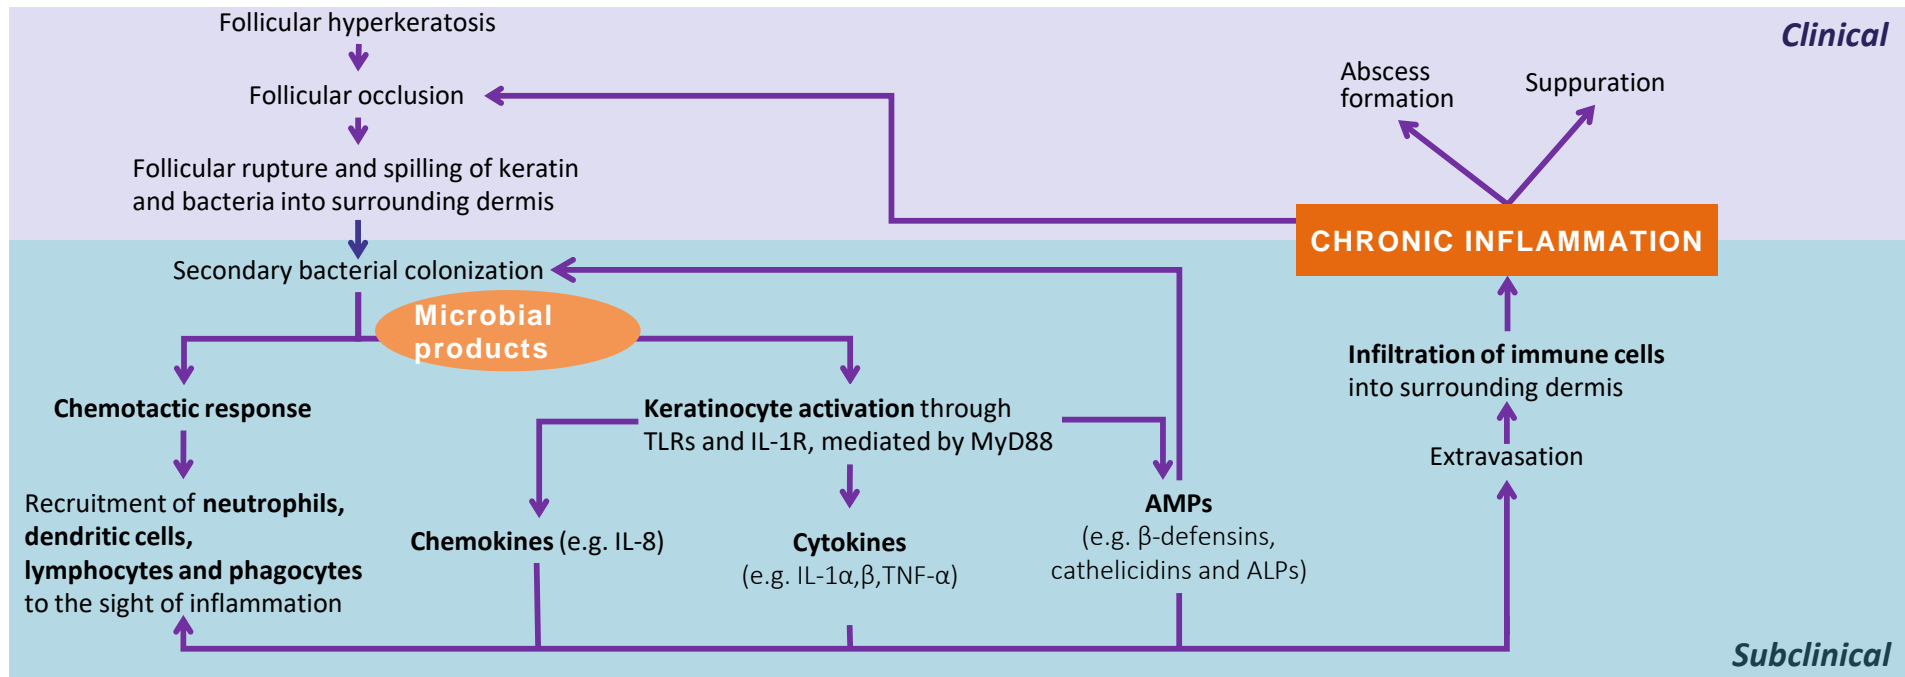 Clinical
Follicular hyperkeratosis
Follicular occlusion
Follicular rupture and spilling of keratin
and bacteria into surrounding dermis
Abscess
formation
Suppuration
CHRONIC INFLAMMATION
Secondary bacterial colonization
Microbial
products
Chemotactic response
Recruitment of neutrophils,
dendritic cells,
lymphocytes and phagocytes
to the sight of inflammation
Keratinocyte activation through
TLRs and IL-1R, mediated by MyD88
Chemokines (e.g. IL-8)
Cytokines
(e.g. IL-1α,β,TNF-α)
AMPs
(e.g. β-defensins,
cathelicidins and ALPs)
Infiltration of immune cells
into surrounding dermis
Extravasation
Subclinical